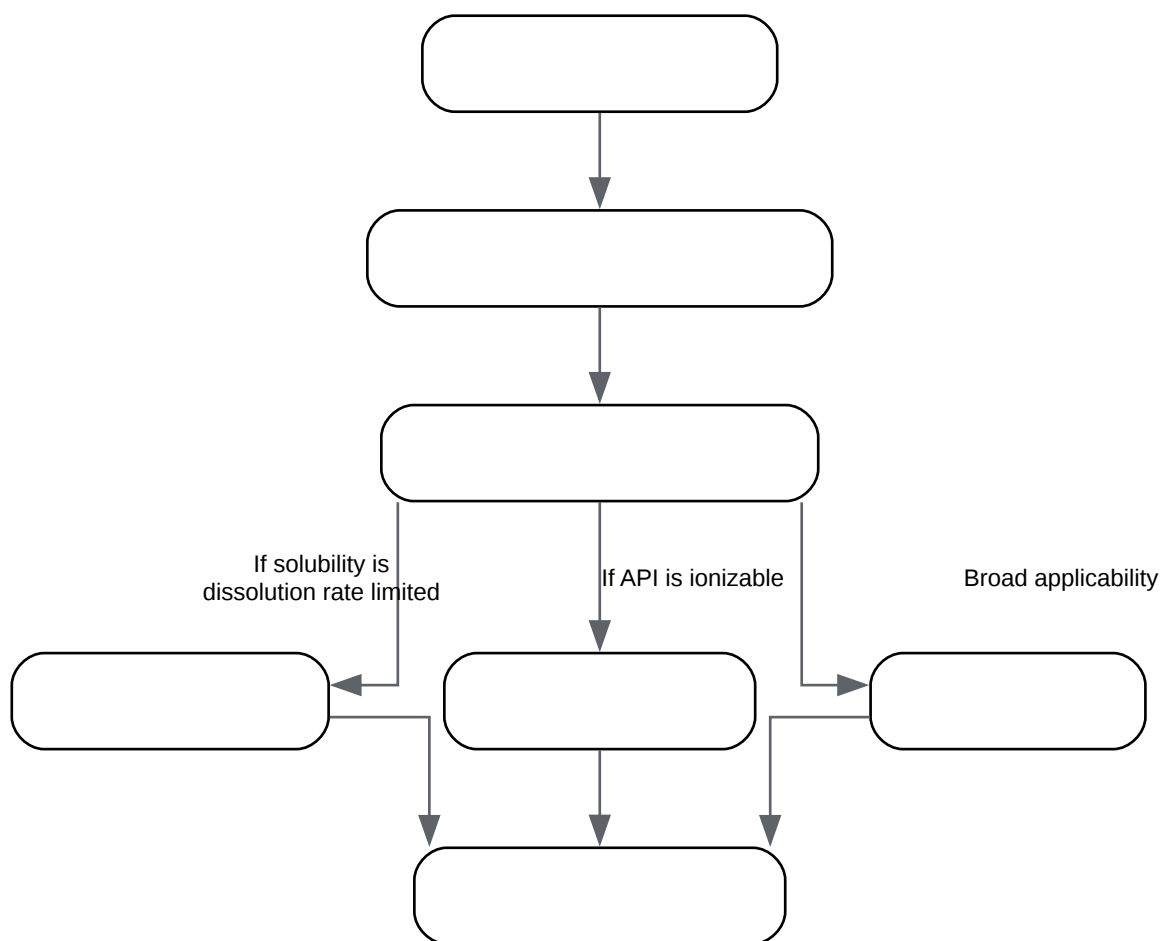 If solubility is
dissolution rate limited
If API is ionizable
Broad applicability